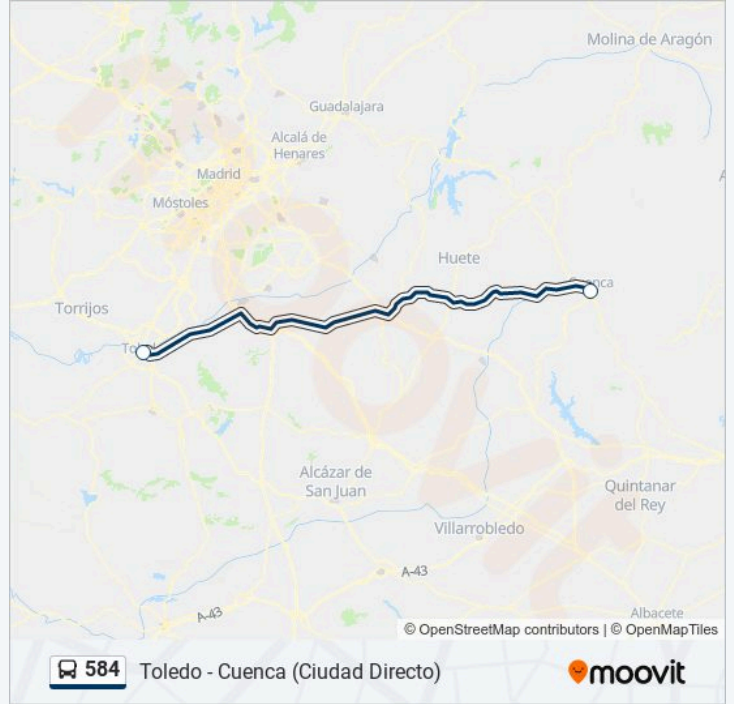 Molina de Aragón
Guadalajara
Alcalá de
Henares
Madrid
Móstoles
Huete
Torrijos
Alcázar de
San Juan
Quintanar
del Rey
Villarrobledo
A-43
A-43
Albacete
© OpenStreetMap contributors | © OpenMapTiles
584 Toledo - Cuenca (Ciudad Directo)
moovit